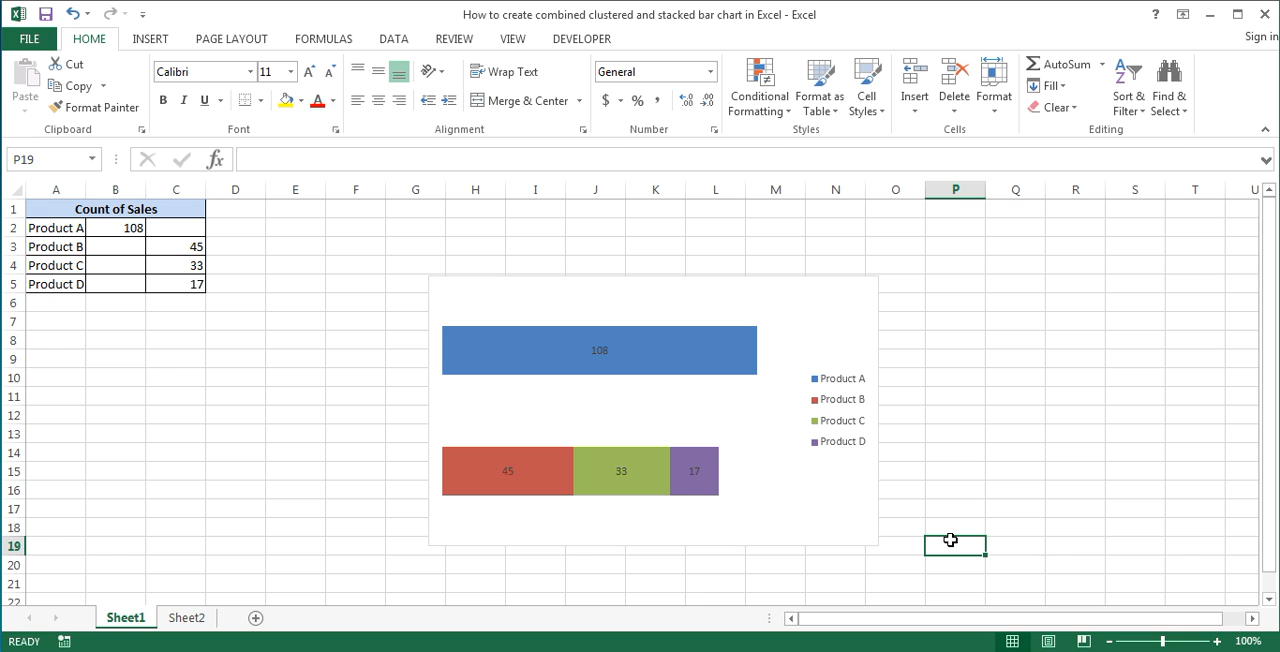 How to create combined clustered and stacked bar chart in Excel - Excel
?
FILE HOME INSERT PAGE LAYOUT FORMULAS DATA REVIEW VIEW DEVELOPER Sign in
Paste
Cut
Copy
Format Painter
Clipboard
Calibri 11
B I U
Font
Wrap Text
Merge & Center
Alignment
General
$ % ,
Number
Conditional Formatting
Format as Table
Cell Styles
Styles
Insert Delete Format
Cells
AutoSum
Fill
Clear
Sort & Filter
Find & Select
Editing
P19
fx
A B C D E F G H I J K L M N O P Q R S T U
1 Count of Sales
2 Product A 108
3 Product B 45
4 Product C 33
5 Product D 17
6
7
8
9
10
11
12
13
14
15
16
17
18
19
20
21
22
108
45 33 17
Product A
Product B
Product C
Product D
Sheet1 Sheet2
READY
100%